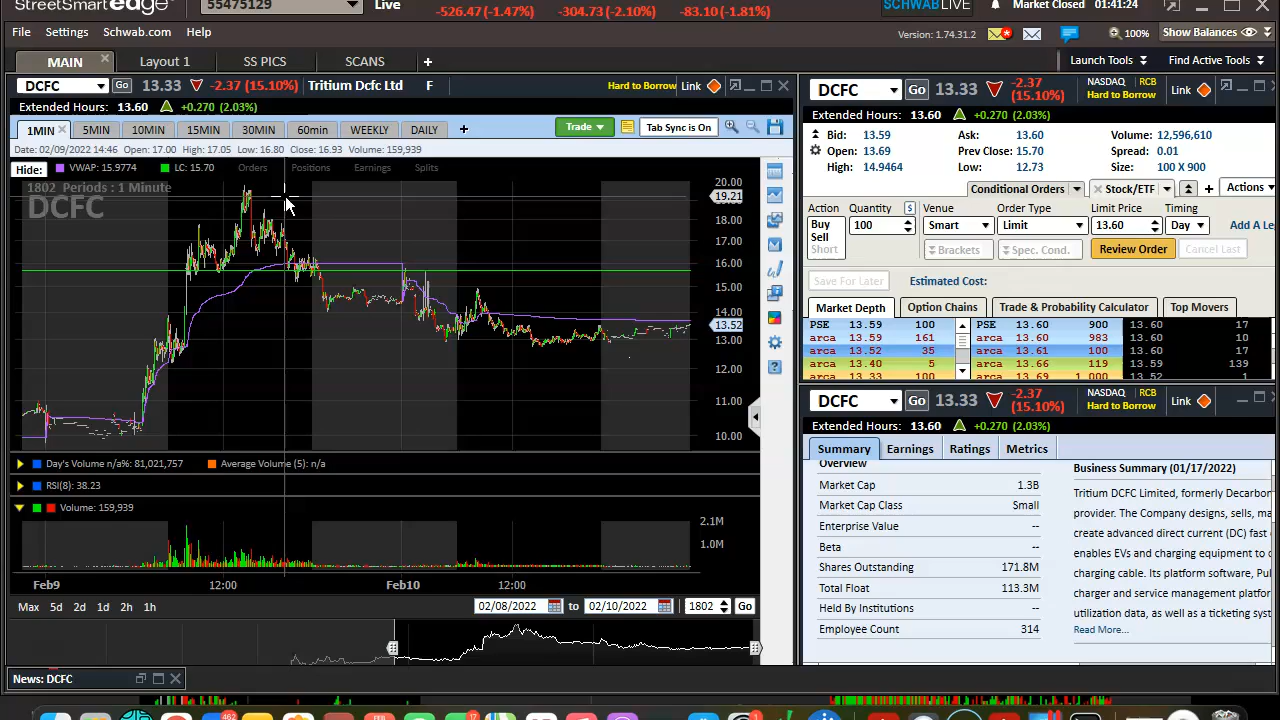 StreetSmart edge
55475129
Live
-526.47 (-1.47%)
-304.73 (-2.10%)
-83.10 (-1.81%)
SCHWAB LIVE
Market Closed
01:41:24
File Settings Schwab.com Help
Version: 1.74.31.2
100%
Show Balances
MAIN
Layout 1
SS PICS
SCANS
+
Launch Tools
Find Active Tools
DCFC
Go
13.33
-2.37 (15.10%)
Tritium Dcfc Ltd
F
Hard to Borrow
Link
Extended Hours: 13.60 +0.270 (2.03%)
1MIN
5MIN
10MIN
15MIN
30MIN
60min
WEEKLY
DAILY
+
Trade
Tab Sync is On
Date: 02/09/2022 14:46 Open: 17.00 High: 17.05 Low: 16.80 Close: 16.93 Volume: 159,939
Hide:
VWAP: 15.9774
LC: 15.70
Orders
Positions
Earnings
Splits
1802 Periods : 1 Minute
DCFC
20.00
19.21
18.00
17.00
16.00
15.00
14.00
13.52
13.00
12.00
11.00
10.00
Day's Volume n/a%: 81,021,757
Average Volume (5): n/a
RSI(8): 38.23
Volume: 159,939
2.1M
1.0M
Feb9
12:00
Feb10
12:00
Max 5d 2d 1d 2h 1h
02/08/2022
to
02/10/2022
1802
Go
News: DCFC
DCFC
Go
13.33
-2.37
(15.10%)
NASDAQ
RCB
Hard to Borrow
Link
Extended Hours: 13.60 +0.270 (2.03%)
Bid: 13.59 Ask: 13.60 Volume: 12,596,610
Open: 13.69 Prev Close: 15.70 Spread: 0.01
High: 14.9464 Low: 12.73 Size: 100 X 900
Conditional Orders
Stock/ETF
+
Actions
Action
Quantity
$
Venue
Order Type
Limit Price
Timing
Buy
Sell
Short
100
Smart
Limit
13.60
Day
Add a Le
Brackets
Spec. Cond.
Review Order
Cancel Last
Save For Later
Estimated Cost:
Market Depth
Option Chains
Trade & Probability Calculator
Top Movers
PSE 13.59 100 PSE 13.60 900 13.60 17
arca 13.59 161 arca 13.60 983 13.60 10
arca 13.52 35 arca 13.61 100 13.60 17
arca 13.40 5 arca 13.66 119 13.59 139
arca 13.33 100 arca 13.69 1,000 13.52 1
DCFC
Go
13.33
-2.37
(15.10%)
NASDAQ
RCB
Hard to Borrow
Link
Extended Hours: 13.60 +0.270 (2.03%)
Summary
Earnings
Ratings
Metrics
Overview
Market Cap 1.3B
Market Cap Class Small
Enterprise Value --
Beta --
Shares Outstanding 171.8M
Total Float 113.3M
Held By Institutions --
Employee Count 314
Business Summary (01/17/2022)
Tritium DCFC Limited, formerly Decarbon
provider. The Company designs, sells, ma
create advanced direct current (DC) fast
enables EVs and charging equipment to c
charging cable. Its platform software, Pul
charger and service management platfor
utilization data, as well as a ticketing syst
Read More...
462
17
1